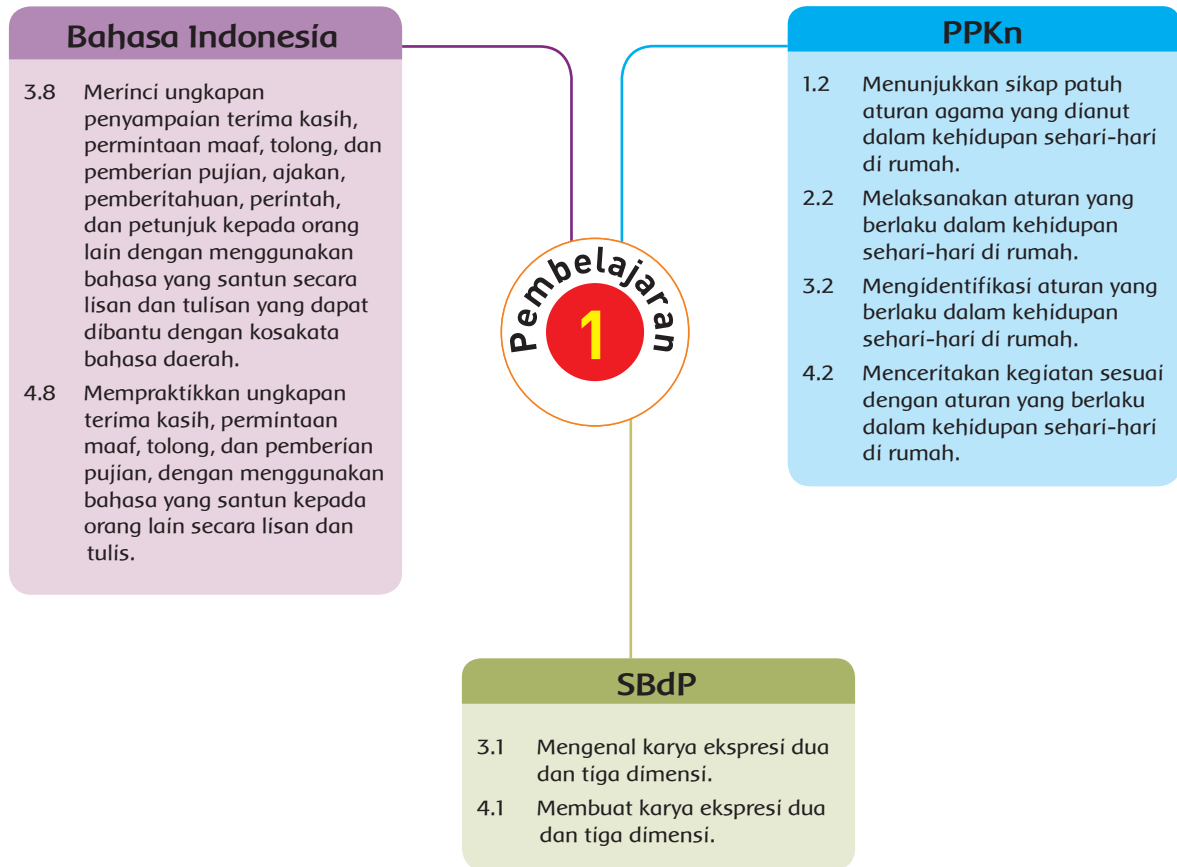 Bahasa Indonesia
3.8 Merinci ungkapan
penyampaian terima kasih,
permintaan maaf, tolong, dan
pemberian pujian, ajakan,
pemberitahuan, perintah,
dan petunjuk kepada orang
lain dengan menggunakan
bahasa yang santun secara
lisan dan tulisan yang dapat
dibantu dengan kosakata
bahasa daerah.
4.8 Mempraktikkan ungkapan
terima kasih, permintaan
maaf, tolong, dan pemberian
pujian, dengan menggunakan
bahasa yang santun kepada
orang lain secara lisan dan
tulis.
PPKn
1.2 Menunjukkan sikap patuh
aturan agama yang dianut
dalam kehidupan sehari-hari
di rumah.
2.2 Melaksanakan aturan yang
berlaku dalam kehidupan
sehari-hari di rumah.
3.2 Mengidentifikasi aturan yang
berlaku dalam kehidupan
sehari-hari di rumah.
4.2 Menceritakan kegiatan sesuai
dengan aturan yang berlaku
dalam kehidupan sehari-hari
di rumah.
Pembelajaran
1
SBdP
3.1 Mengenal karya ekspresi dua
dan tiga dimensi.
4.1 Membuat karya ekspresi dua
dan tiga dimensi.